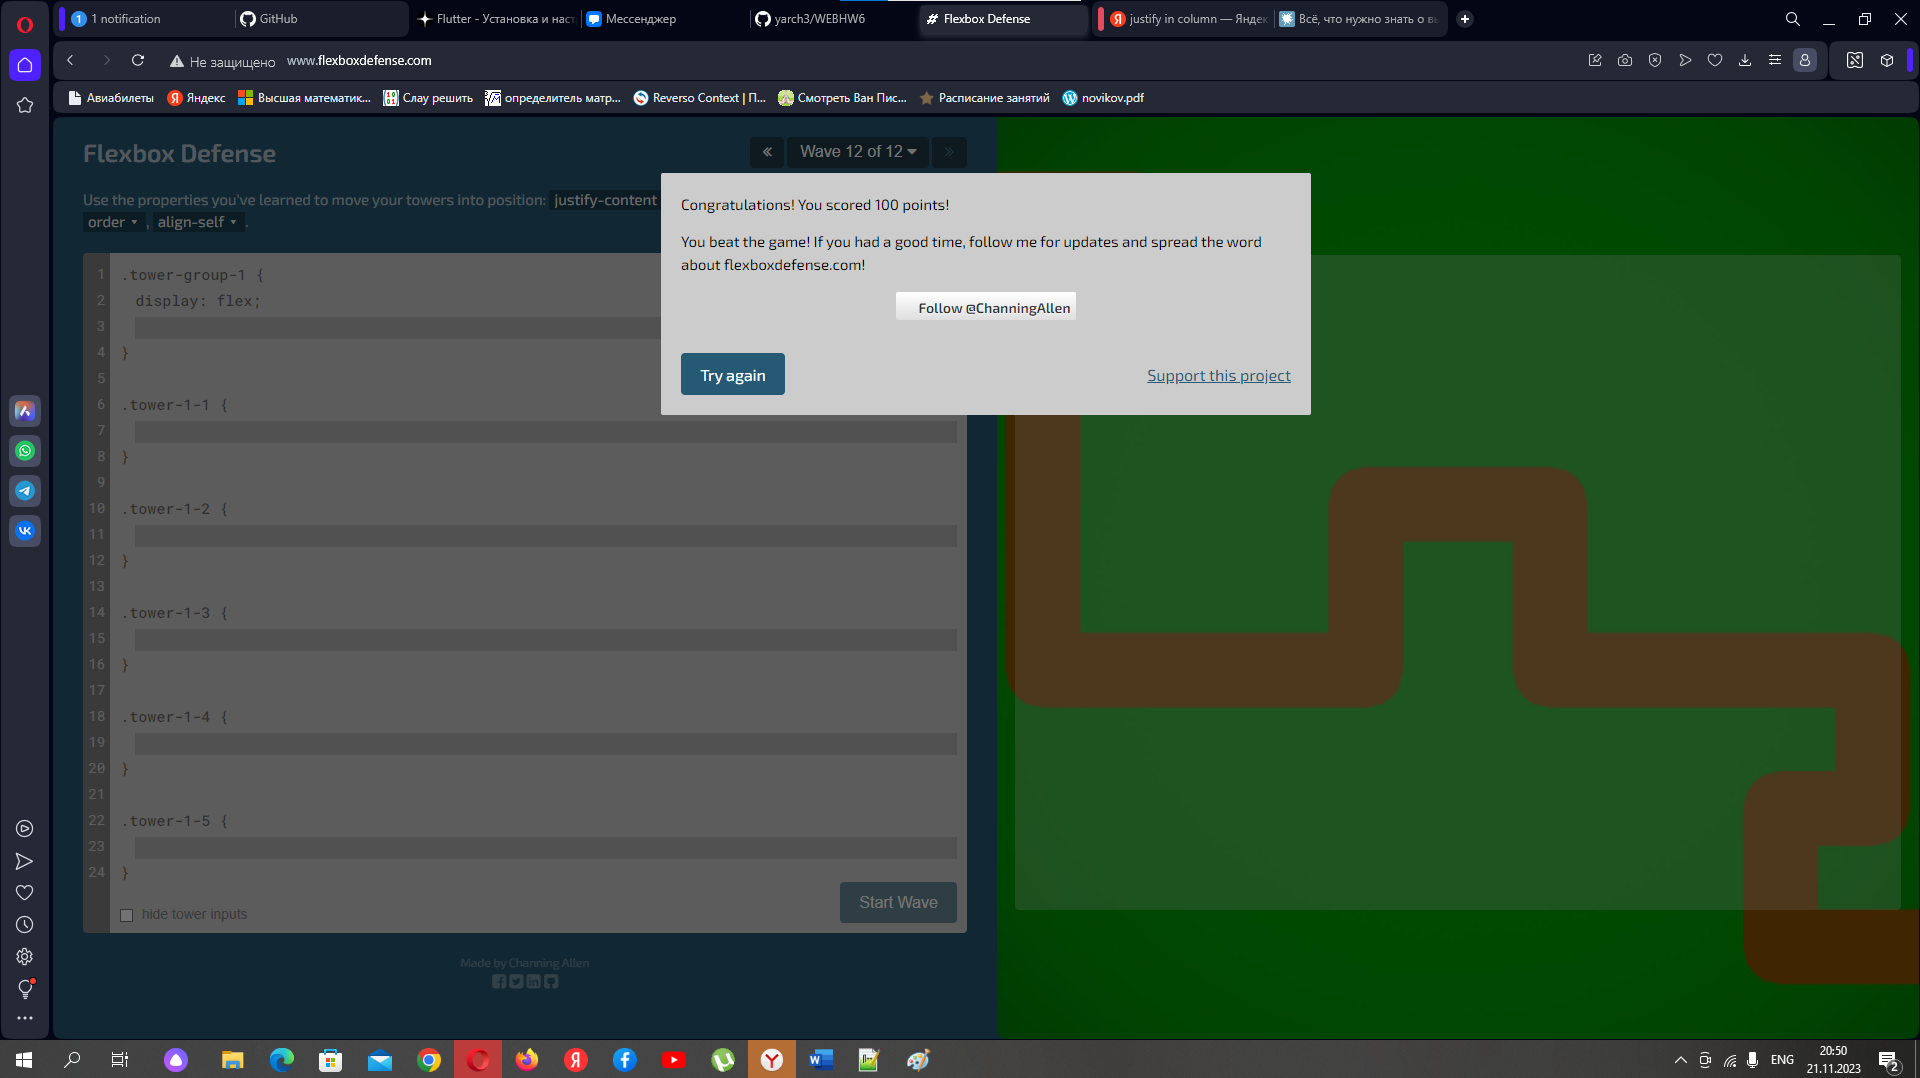 1 notification
GitHub
Flutter - Установка и наст
Мессенджер
yarch3/WEBHW6
Flexbox Defense
justify in column — Яндек
Всё, что нужно знать о в
Не защищено
www.flexboxdefense.com
Авиабилеты
Яндекс
Высшая математик...
Слау решить
определитель матр...
Reverso Context | П...
Смотреть Ван Пис...
Расписание занятий
novikov.pdf
Flexbox Defense
« Wave 12 of 12 »
Use the properties you've learned to move your towers into position: justify-content
order , align-self .
Congratulations! You scored 100 points!
You beat the game! If you had a good time, follow me for updates and spread the word
about flexboxdefense.com!
Follow @ChanningAllen
Try again
Support this project
1 .tower-group-1 {
2 display: flex;
3
4 }
5
6 .tower-1-1 {
7
8 }
9
10 .tower-1-2 {
11
12 }
13
14 .tower-1-3 {
15
16 }
17
18 .tower-1-4 {
19
20 }
21
22 .tower-1-5 {
23
24 }
hide tower inputs
Start Wave
Made by Channing Allen
ENG
20:50
21.11.2023
2